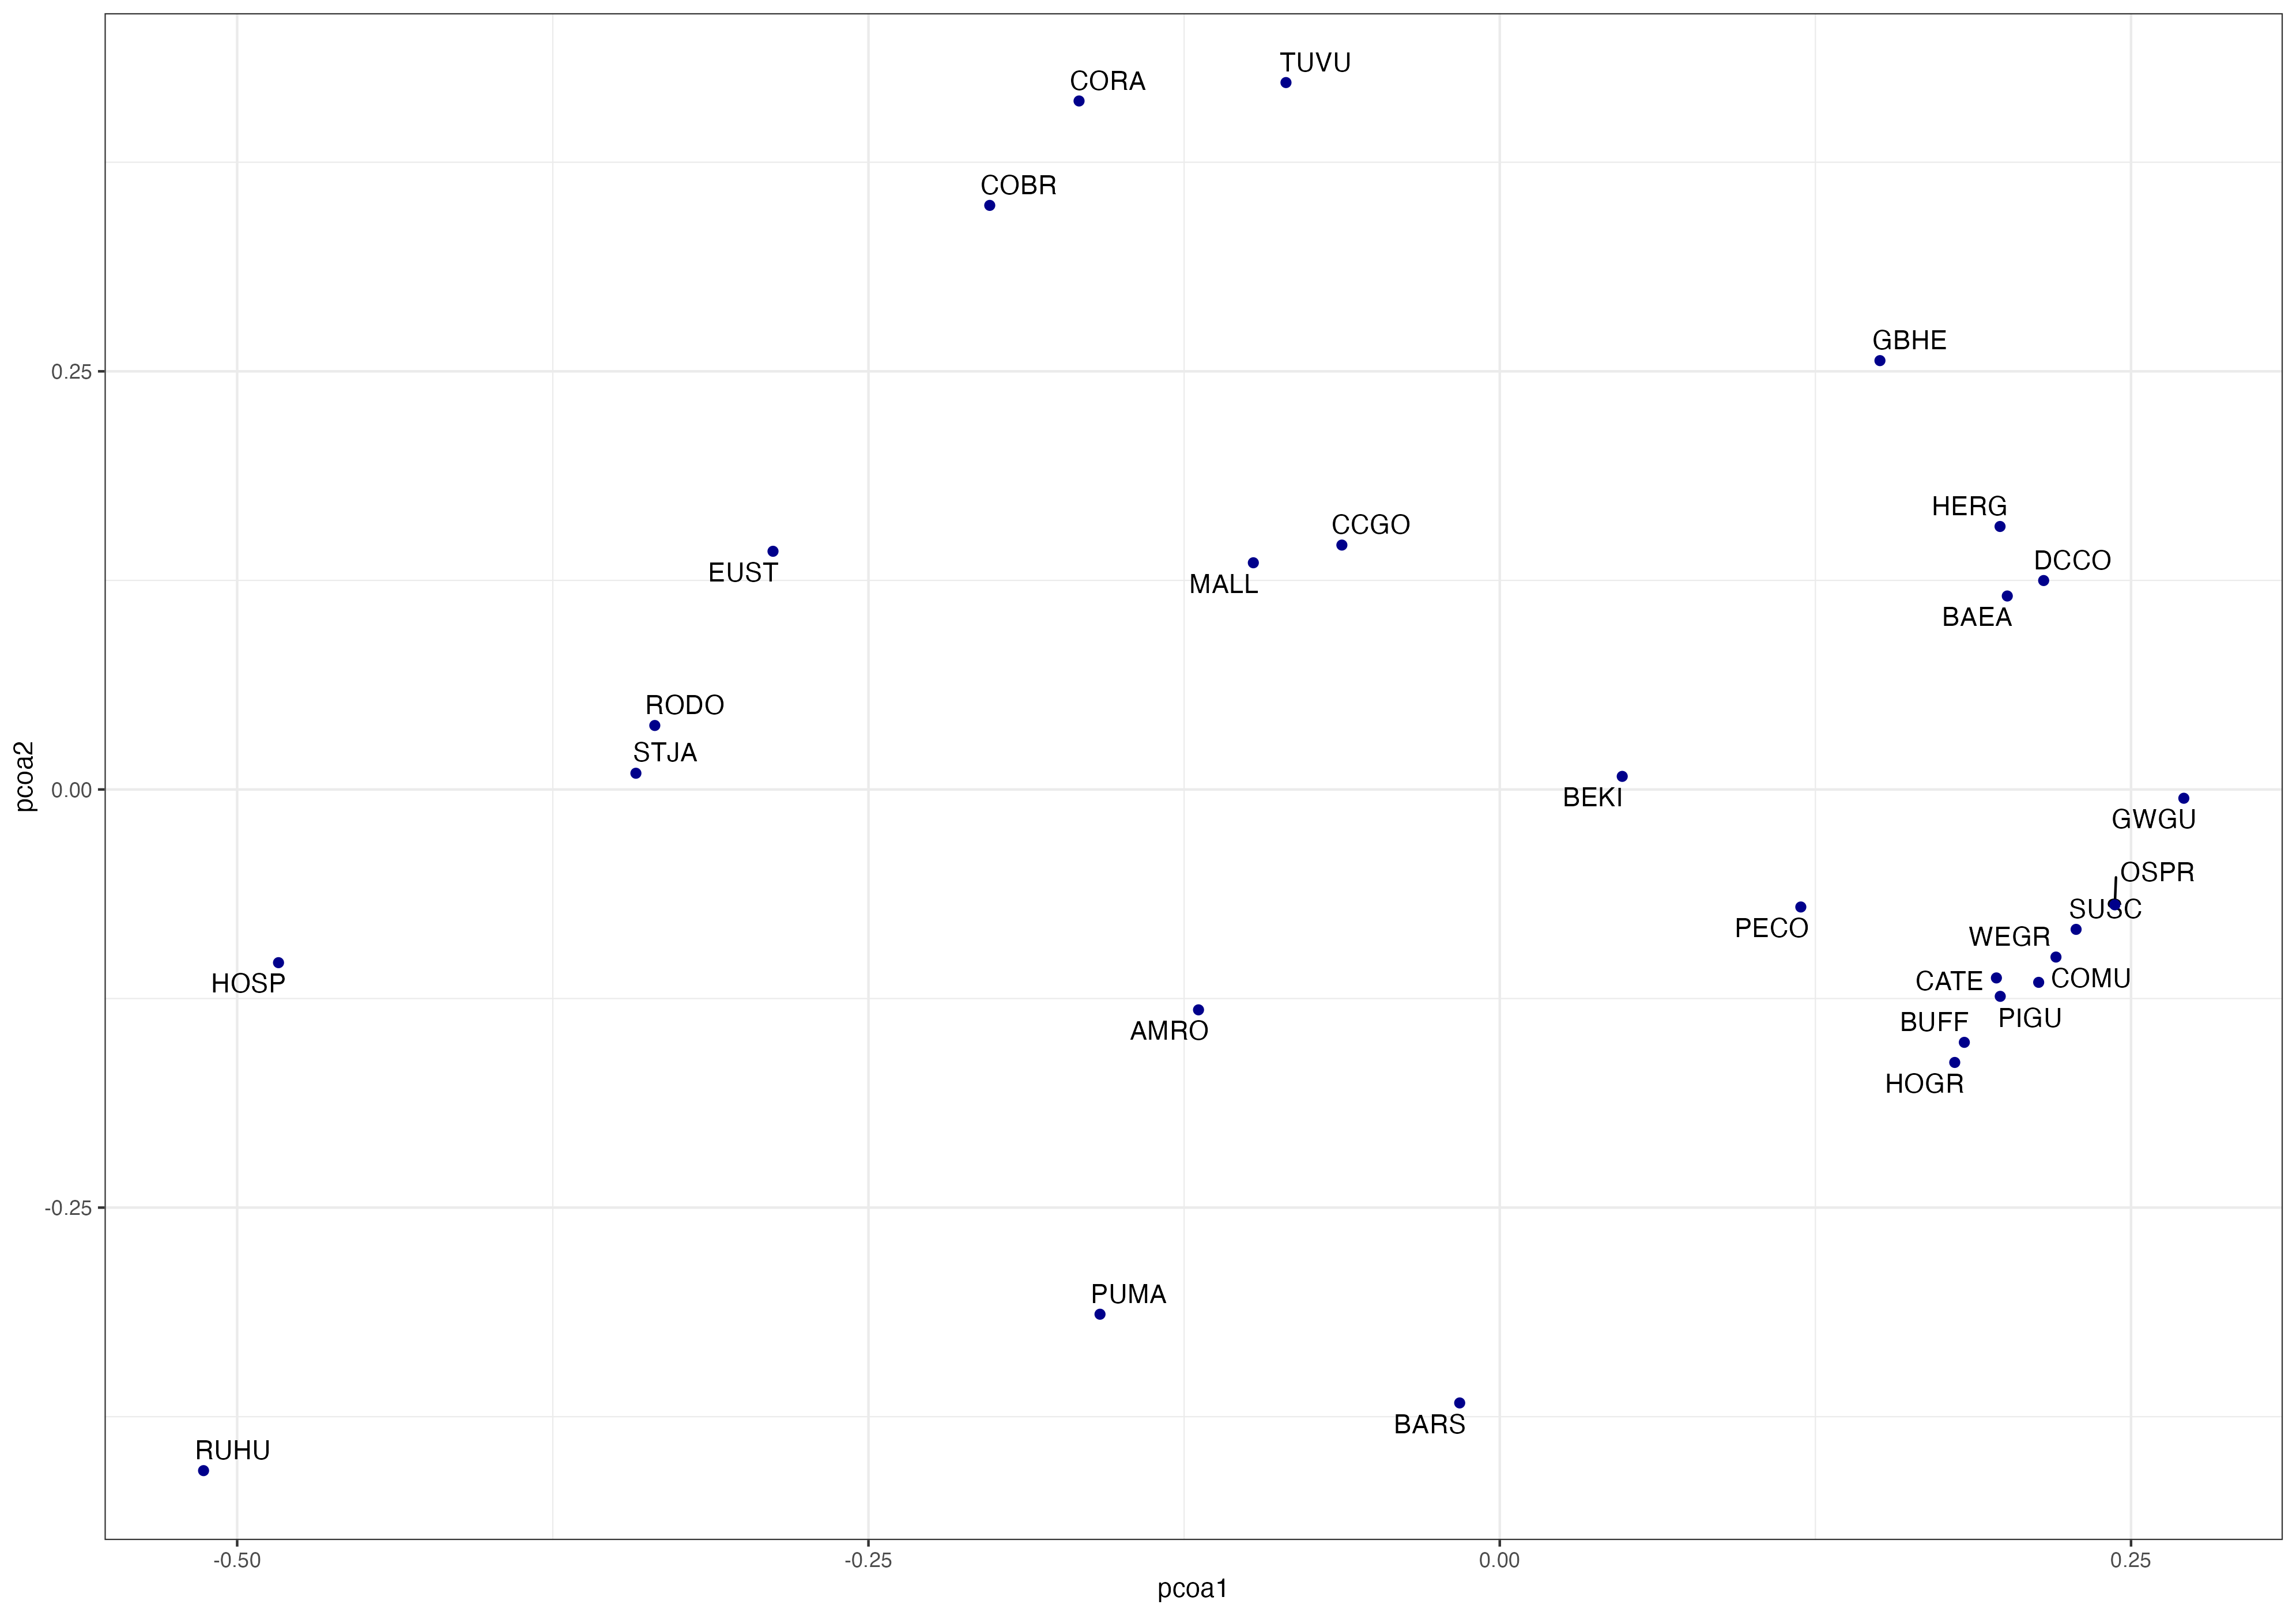 TUVU
CORA
COBR
GBHE
0.25
HERG
CCGO
DCCO
EUST
MALL
BAEA
RODO
STJA
pcoa2
0.00
BEKI
GWGU
OSPR
SUSC
PECO
WEGR
HOSP
CATE
COMU
AMRO
BUFF
PIGU
HOGR
-0.25
PUMA
BARS
RUHU
-0.50
-0.25
0.00
0.25
pcoa1